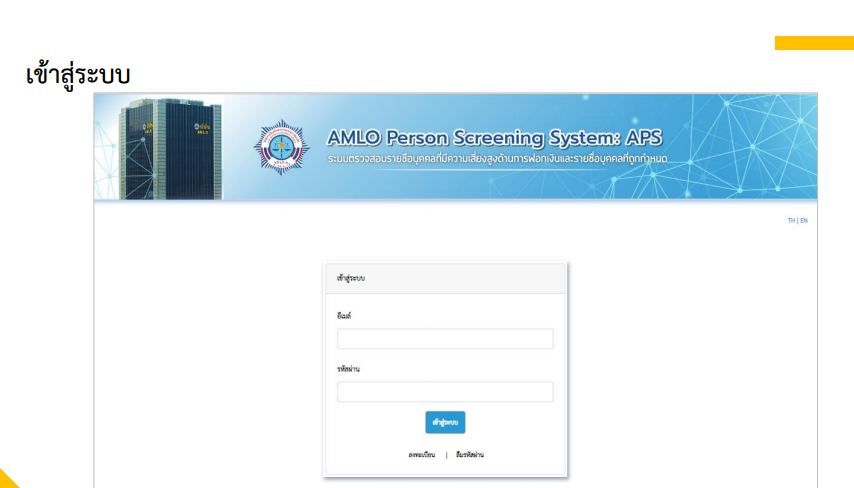 เข้าสู่ระบบ
AMLO Person Screening System: APS
ระบบตรวจสอบรายชื่อบุคคลที่มีความเสี่ยงสูงด้านการฟอกเงินและรายชื่อบุคคลที่ถูกกำหนด
TH | EN
เข้าสู่ระบบ
อีเมล์
รหัสผ่าน
เข้าสู่ระบบ
ลงทะเบียน | ลืมรหัสผ่าน